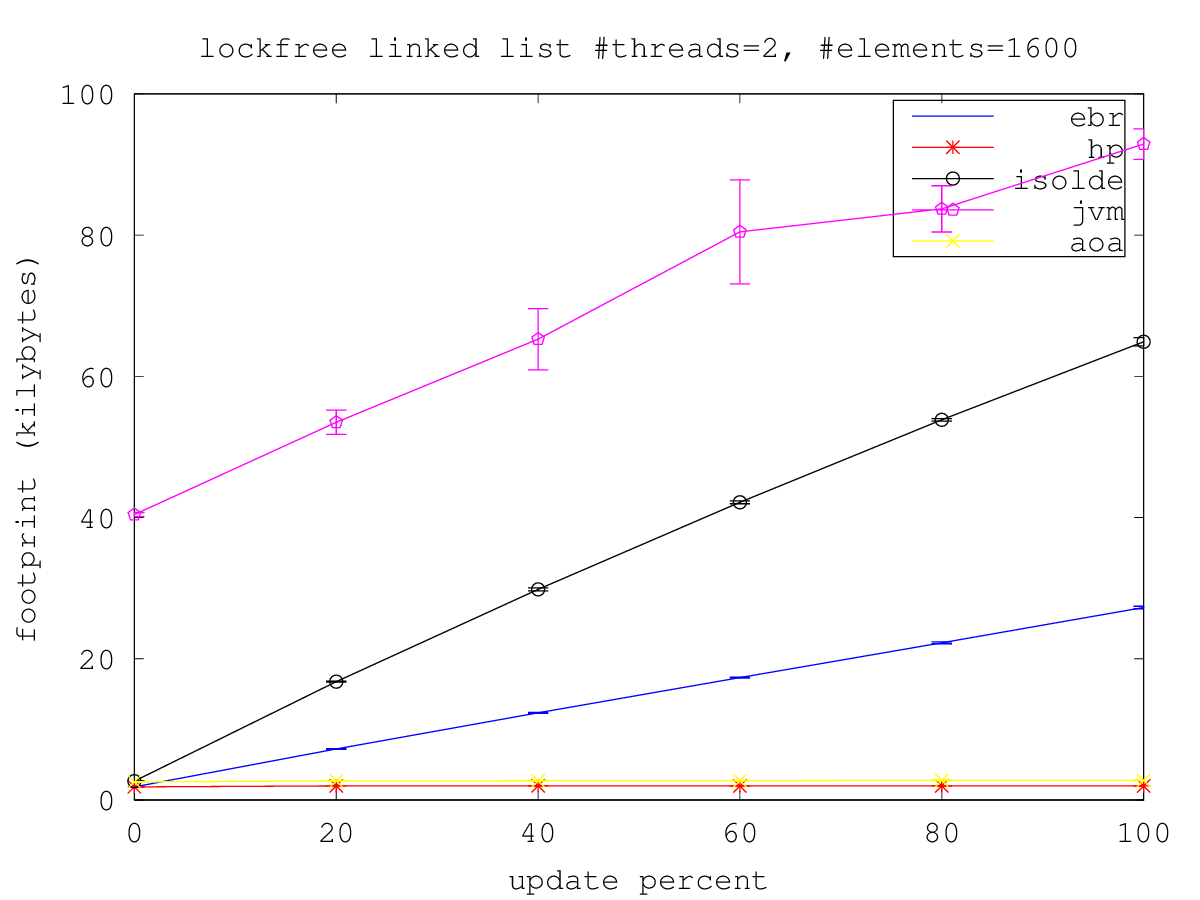 lockfree linked list #threads=2, #elements=1600
100
80
60
40
20
0
0 20 40 60 80 100
footprint (kilybytes)
update percent
ebr
hp
isolde
jvm
aoa